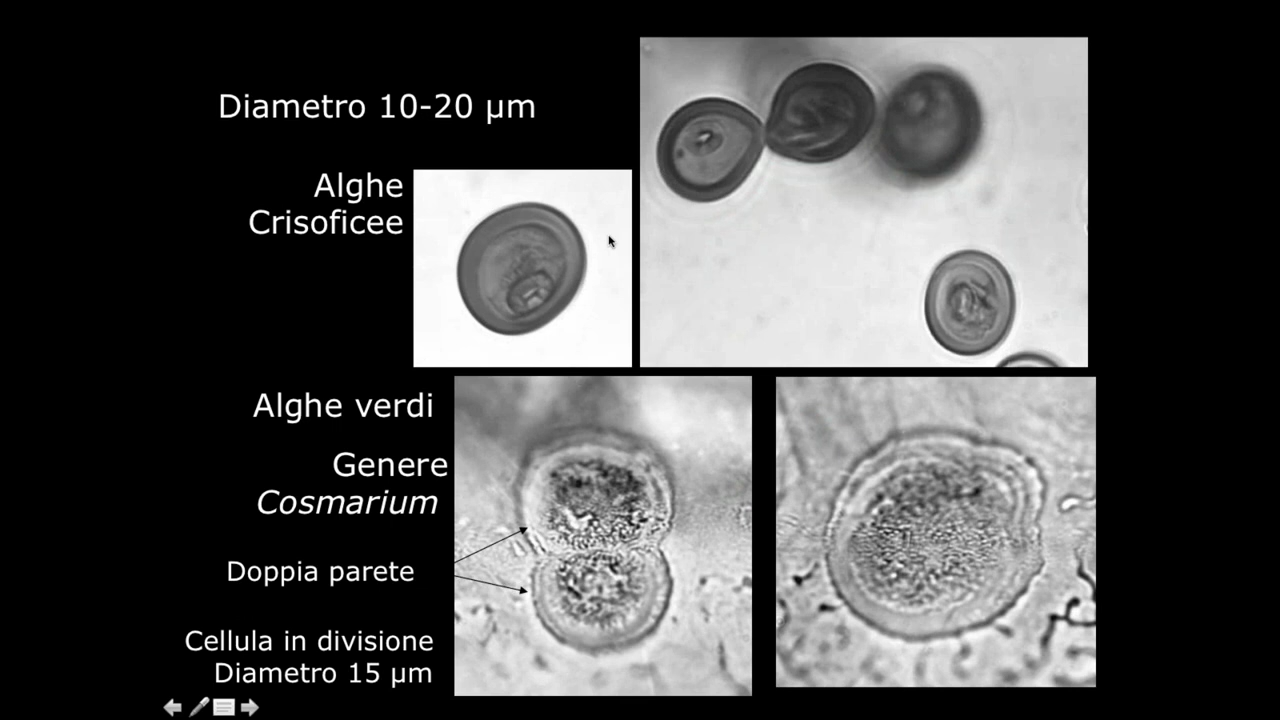 Diametro 10-20 µm
Alghe
Crisoficee
Alghe verdi
Genere
Cosmarium
Doppia parete
Cellula in divisione
Diametro 15 µm